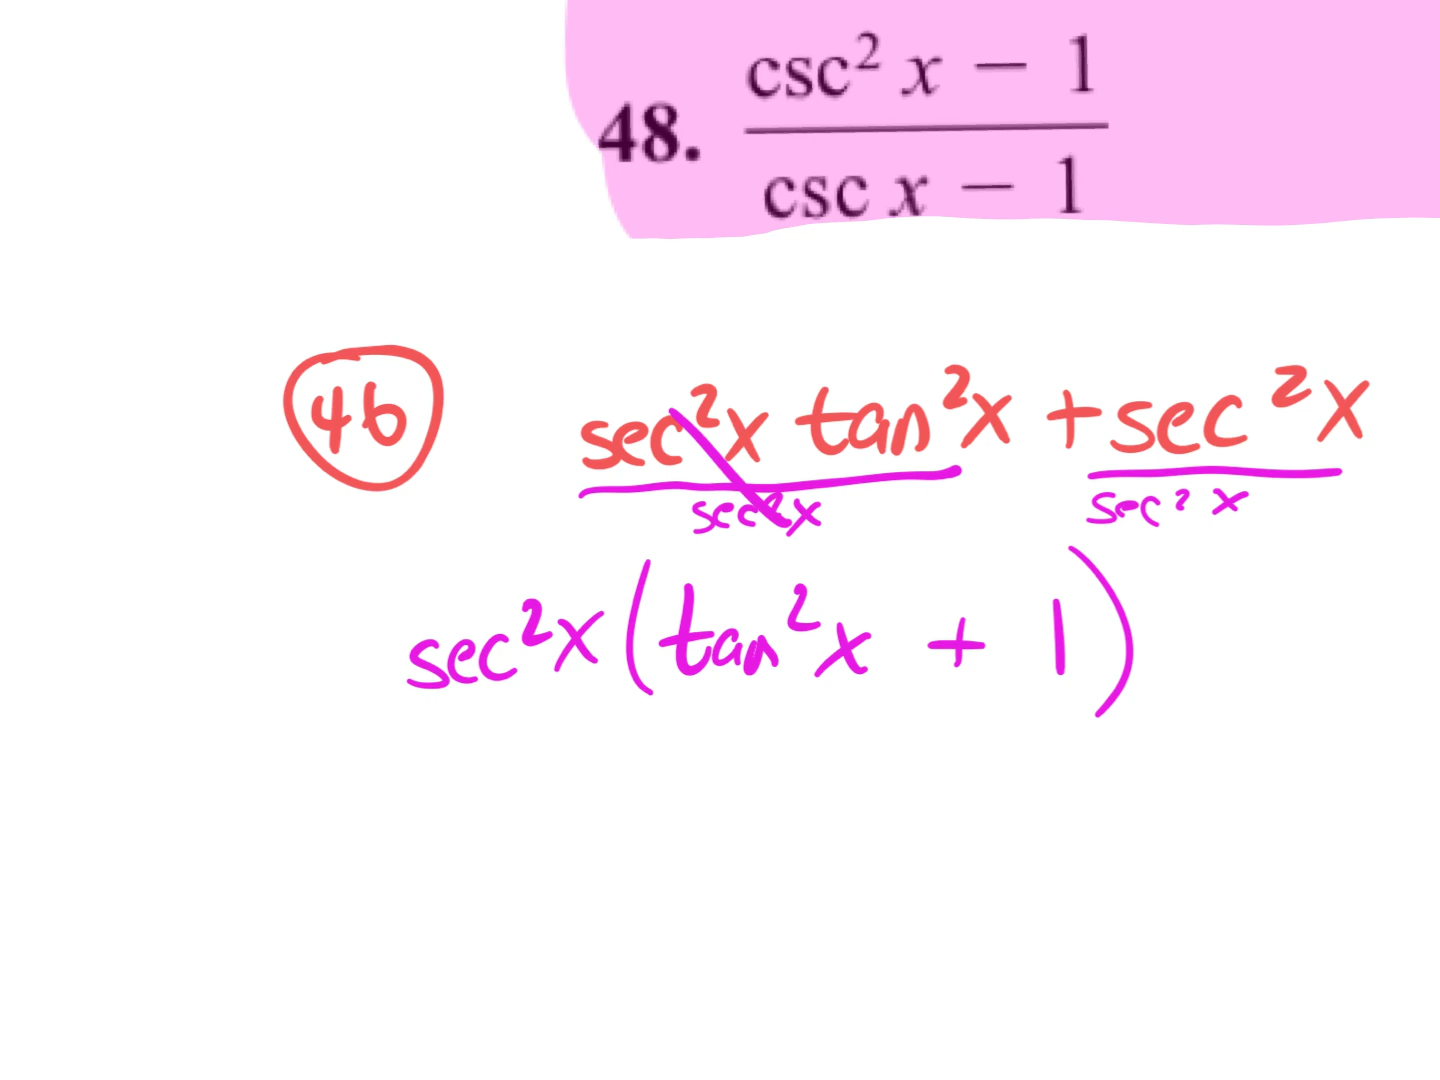 csc² x − 1
48.
csc x − 1
46 sec²x tan²x + sec²x
sec²x sec²x
sec²x(tan²x + 1)